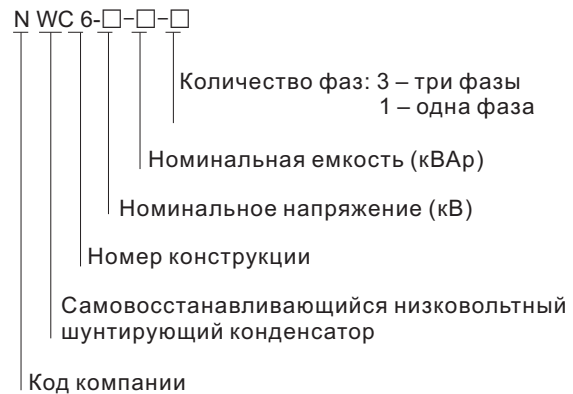 N WC 6-□-□-□
Количество фаз: 3 – три фазы
1 – одна фаза
Номинальная емкость (кВАр)
Номинальное напряжение (кВ)
Номер конструкции
Самовосстанавливающийся низковольтный
шунтирующий конденсатор
Код компании